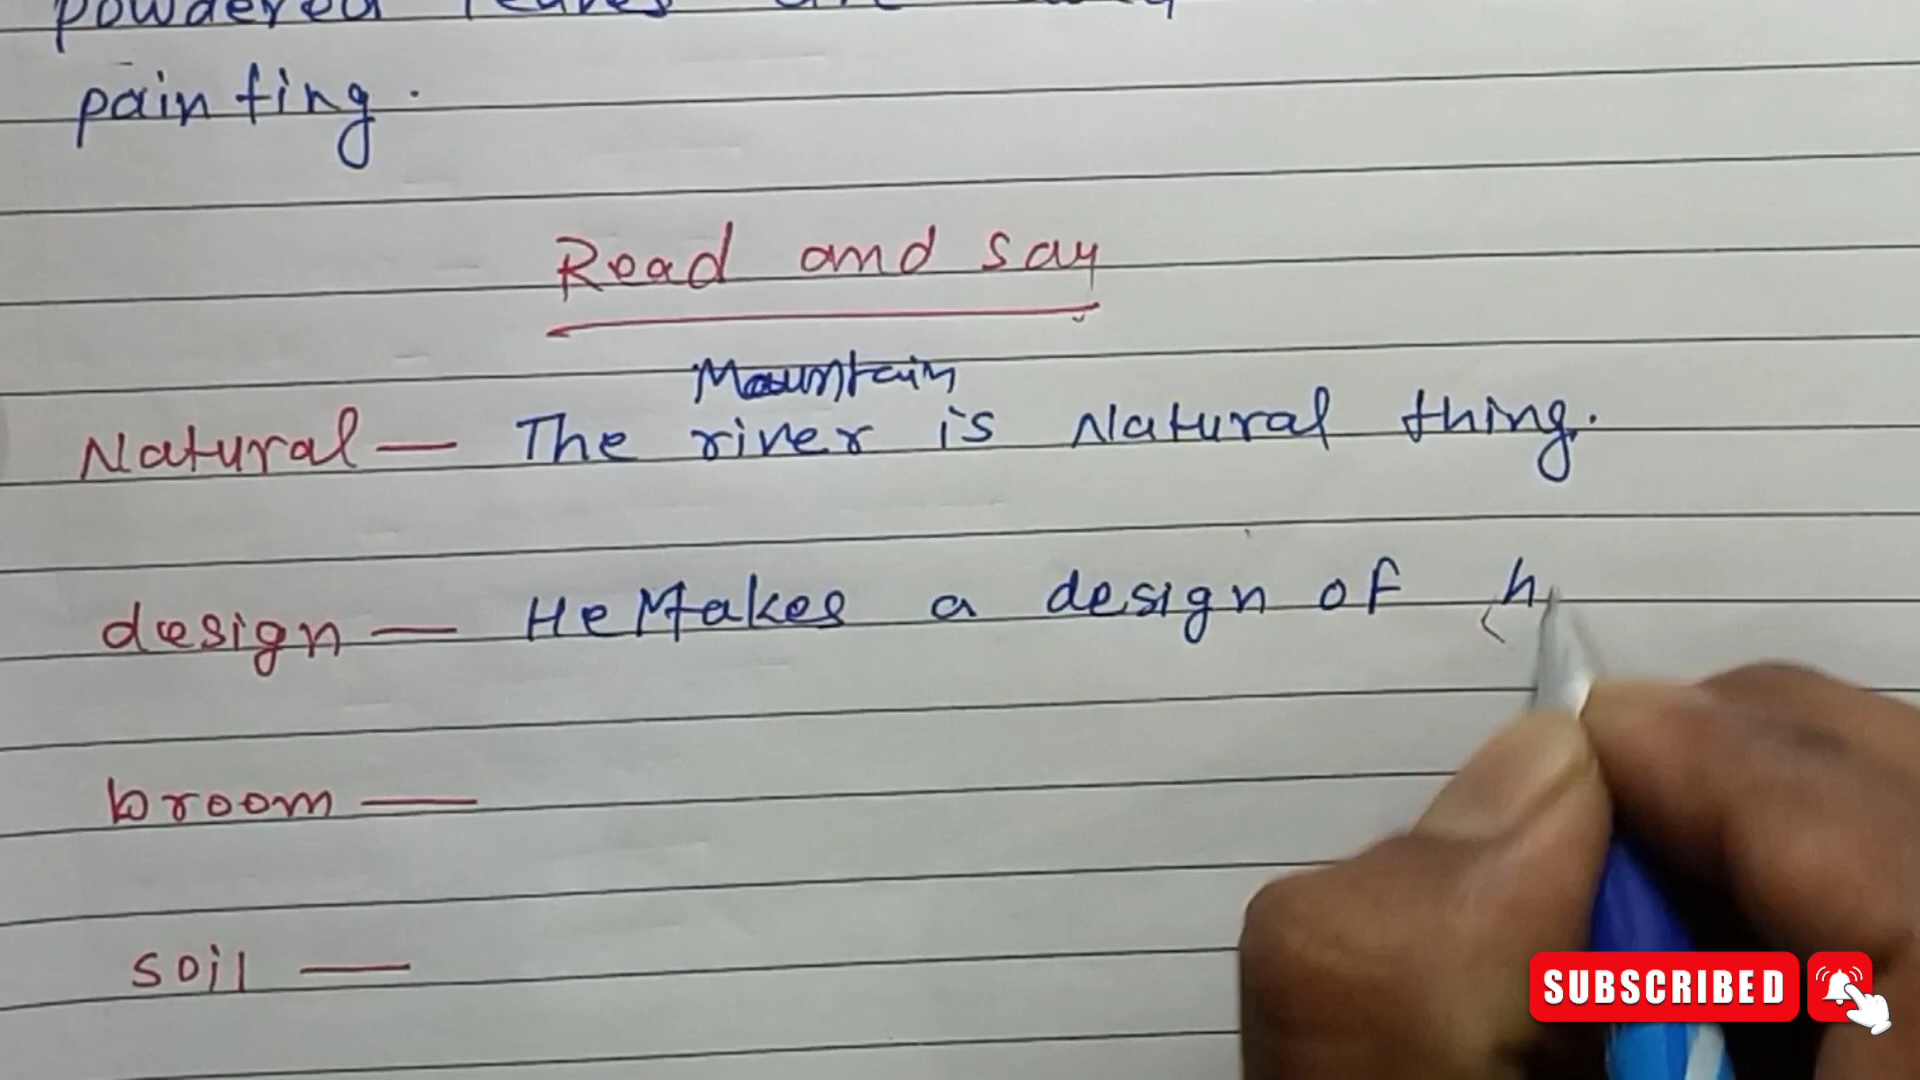 powdered
painting.
Read and say
Mountain
Natural — The river is Natural thing.
design — He Makes a design of h
broom —
soil —
SUBSCRIBED